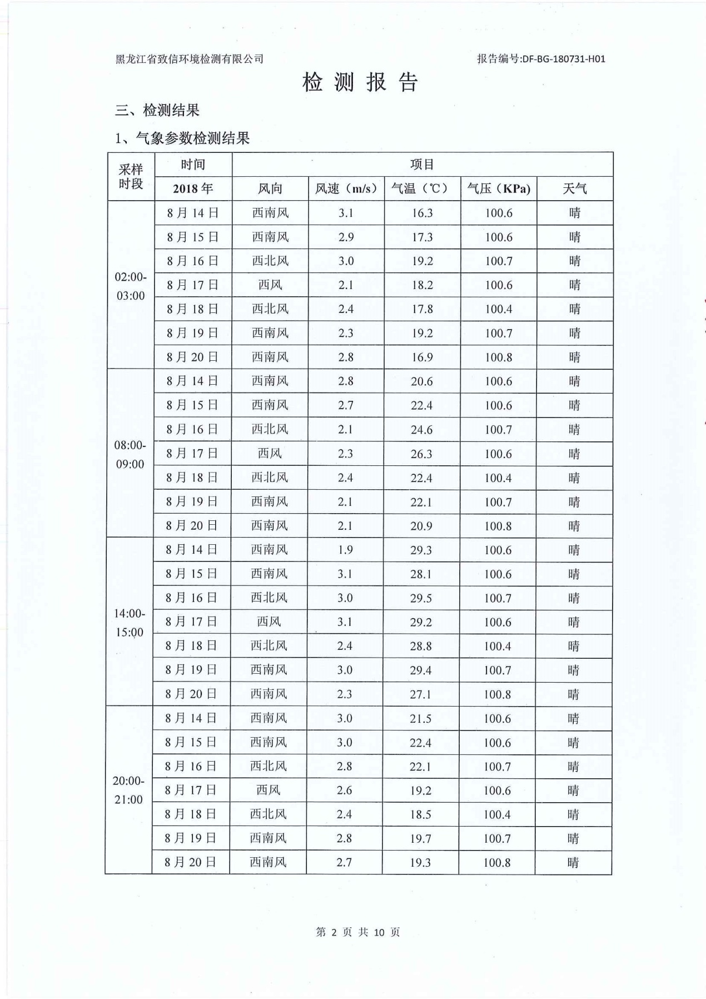 黑龙江省致信环境检测有限公司 报告编号:DF-BG-180731-H01
检测报告
三、检测结果
1、气象参数检测结果
采样时段 时间 项目
2018 年 风向 风速（m/s） 气温（℃） 气压（KPa) 天气
02:00-03:00
8 月 14 日 西南风 3.1 16.3 100.6 晴
8 月 15 日 西南风 2.9 17.3 100.6 晴
8 月 16 日 西北风 3.0 19.2 100.7 晴
8 月 17 日 西风 2.1 18.2 100.6 晴
8 月 18 日 西北风 2.4 17.8 100.4 晴
8 月 19 日 西南风 2.3 19.2 100.7 晴
8 月 20 日 西南风 2.8 16.9 100.8 晴
08:00-09:00
8 月 14 日 西南风 2.8 20.6 100.6 晴
8 月 15 日 西南风 2.7 22.4 100.6 晴
8 月 16 日 西北风 2.1 24.6 100.7 晴
8 月 17 日 西风 2.3 26.3 100.6 晴
8 月 18 日 西北风 2.4 22.4 100.4 晴
8 月 19 日 西南风 2.1 22.1 100.7 晴
8 月 20 日 西南风 2.1 20.9 100.8 晴
14:00-15:00
8 月 14 日 西南风 1.9 29.3 100.6 晴
8 月 15 日 西南风 3.1 28.1 100.6 晴
8 月 16 日 西北风 3.0 29.5 100.7 晴
8 月 17 日 西风 3.1 29.2 100.6 晴
8 月 18 日 西北风 2.4 28.8 100.4 晴
8 月 19 日 西南风 3.0 29.4 100.7 晴
8 月 20 日 西南风 2.3 27.1 100.8 晴
20:00-21:00
8 月 14 日 西南风 3.0 21.5 100.6 晴
8 月 15 日 西南风 3.0 22.4 100.6 晴
8 月 16 日 西北风 2.8 22.1 100.7 晴
8 月 17 日 西风 2.6 19.2 100.6 晴
8 月 18 日 西北风 2.4 18.5 100.4 晴
8 月 19 日 西南风 2.8 19.7 100.7 晴
8 月 20 日 西南风 2.7 19.3 100.8 晴
第 2 页 共 10 页